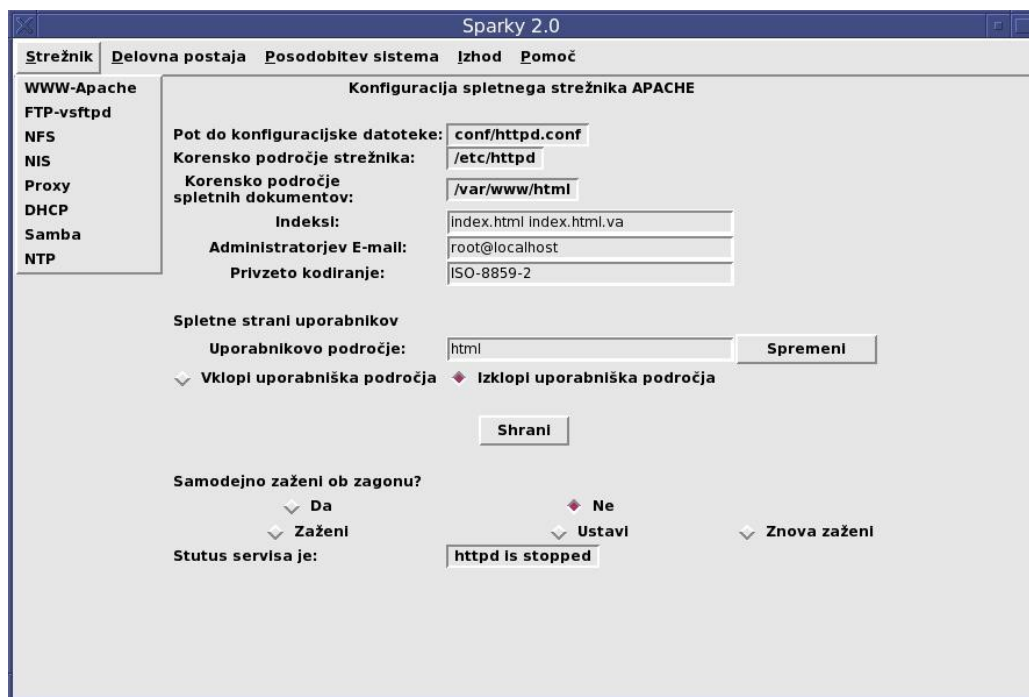 Sparky 2.0
Strežnik Delovna postaja Posodobitev sistema Izhod Pomoč
WWW-Apache
FTP-vsftpd
NFS
NIS
Proxy
DHCP
Samba
NTP
Konfiguracija spletnega strežnika APACHE
Pot do konfiguracijske datoteke: conf/httpd.conf
Korensko področje strežnika: /etc/httpd
Korensko področje
spletnih dokumentov: /var/www/html
Indeksi: index.html index.html.va
Administratorjev E-mail: root@localhost
Privzeto kodiranje: ISO-8859-2
Spletne strani uporabnikov
Uporabnikovo področje: html Spremeni
Vklopi uporabniška področja Izklopi uporabniška področja
Shrani
Samodejno zaženi ob zagonu?
Da Ne
Zaženi Ustavi Znova zaženi
Stutus servisa je: httpd is stopped